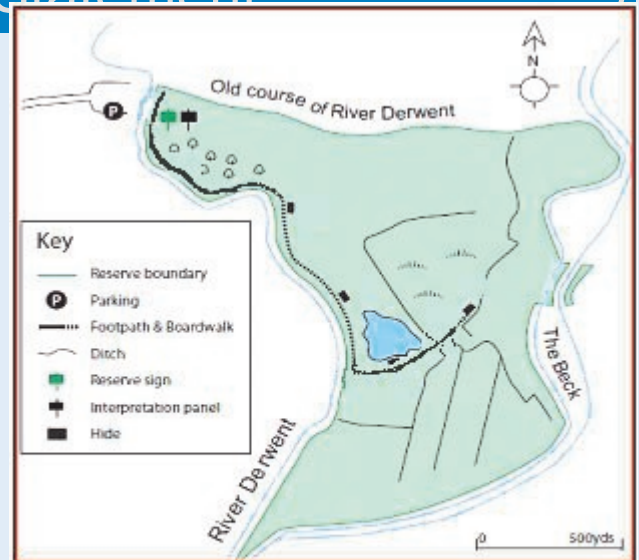 Old course of River Derwent
N
P
Key
Reserve boundary
P
Parking
Footpath & Boardwalk
Ditch
Reserve sign
Interpretation panel
Hide
The Beck
River Derwent
0 500yds